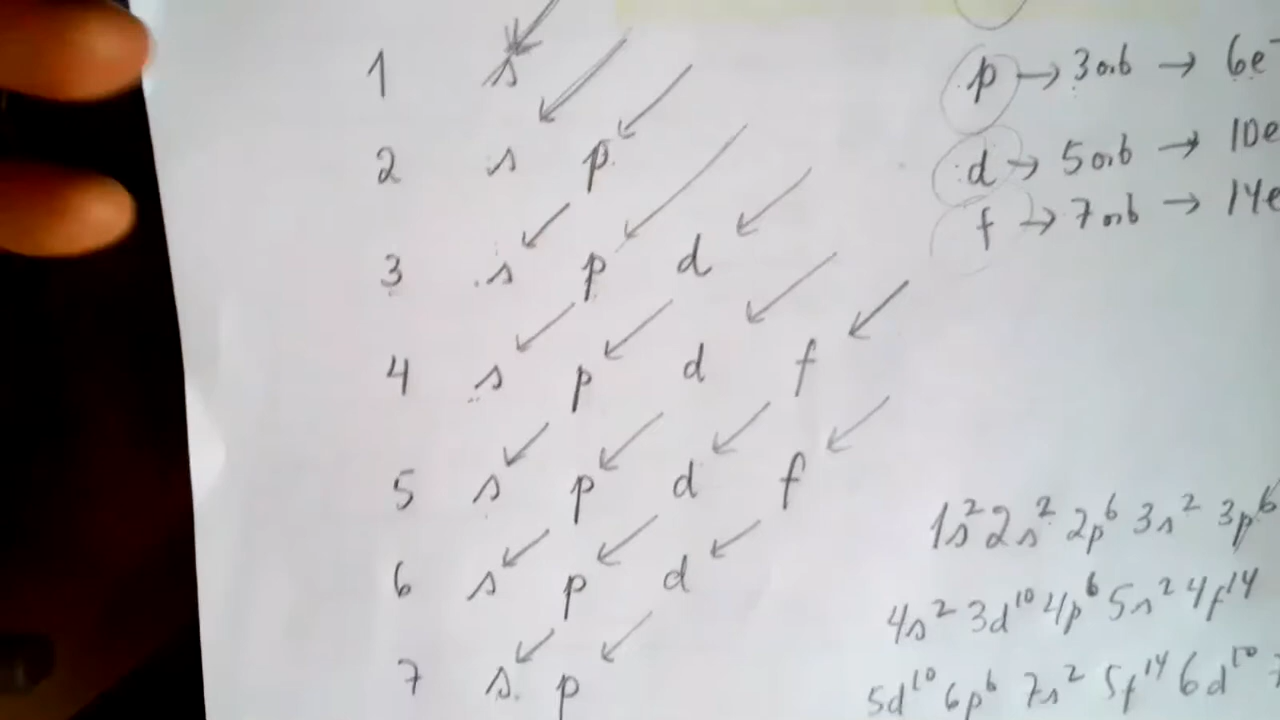 1 s
2 s p
3 s p d
4 s p d f
5 s p d f
6 s p d
7 s p
p → 3 orb → 6e⁻
d → 5 orb → 10e
f → 7 orb → 14e
1s² 2s² 2p⁶ 3s² 3p⁶
4s² 3d¹⁰ 4p⁶ 5s² 4f¹⁴
5d¹⁰ 6p⁶ 7s² 5f¹⁴ 6d¹⁰